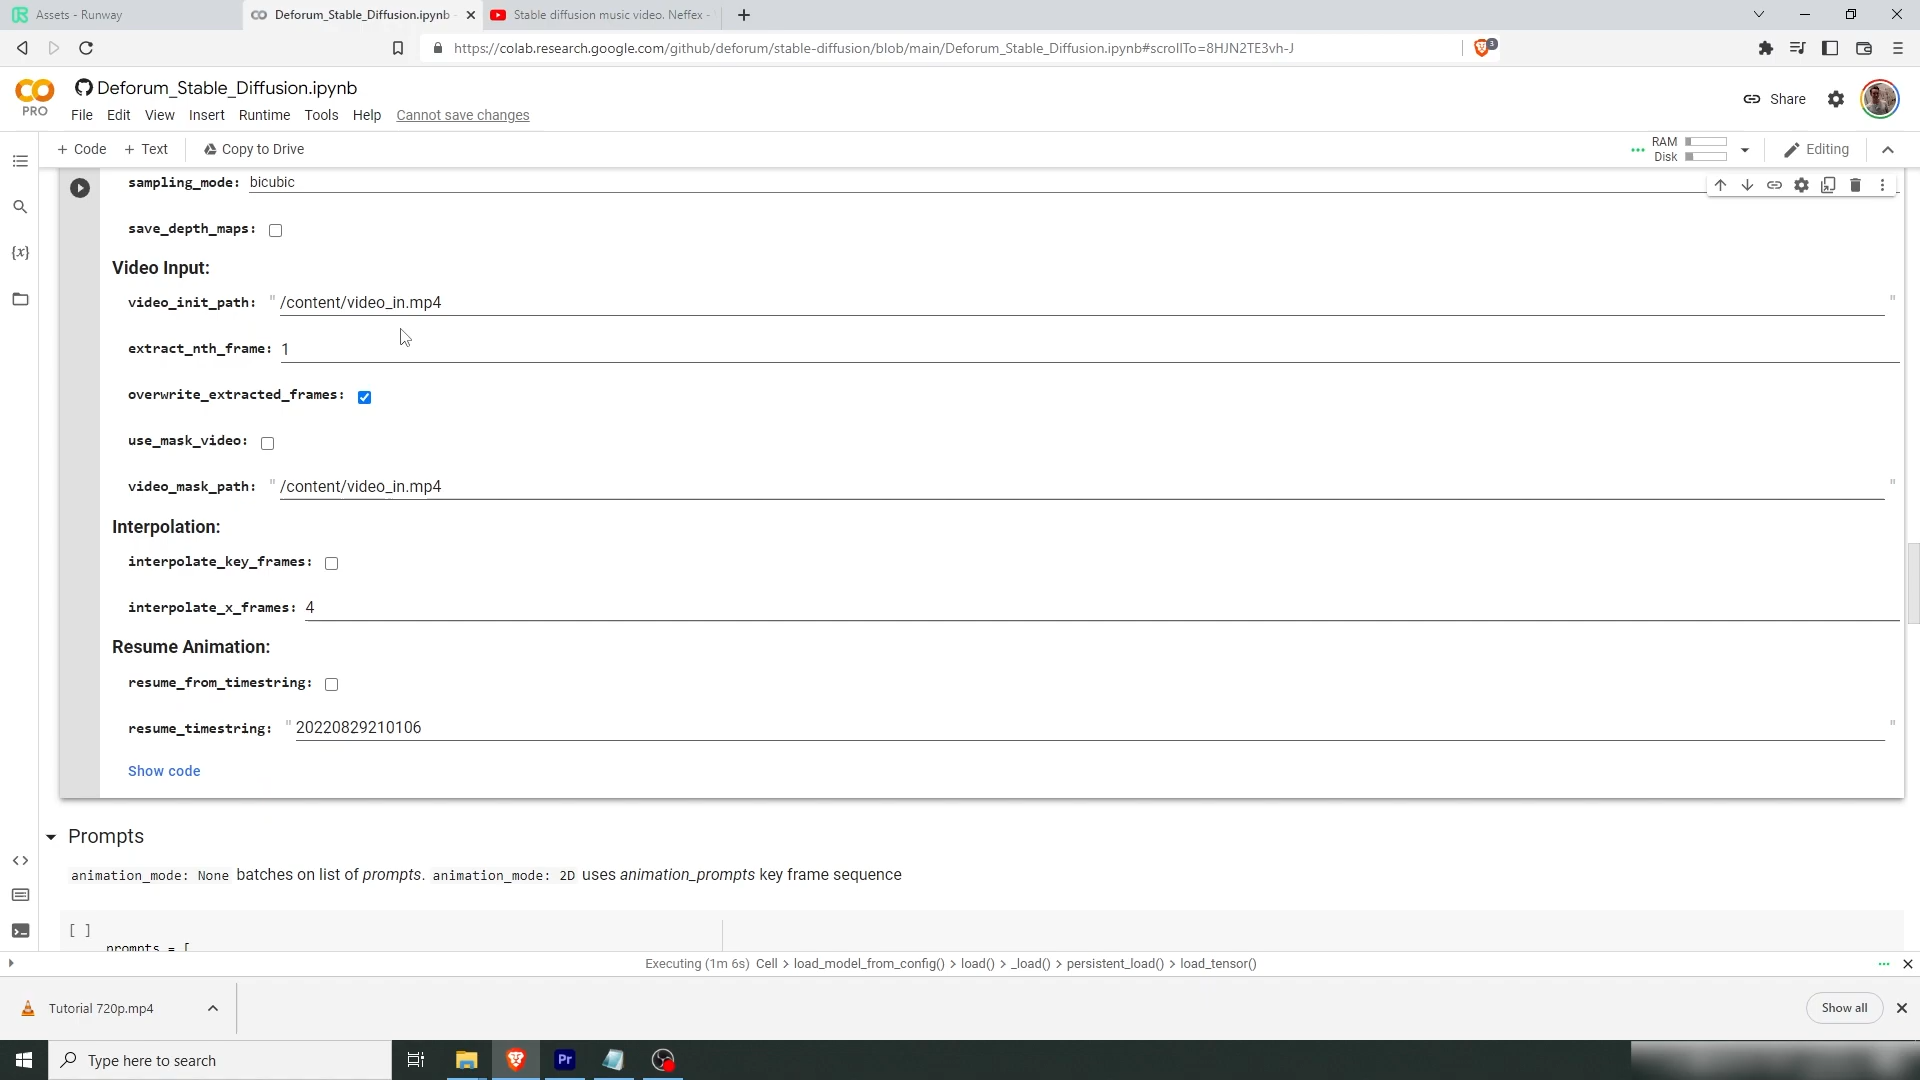 Assets - Runway
Deforum_Stable_Diffusion.ipynb
Stable diffusion music video. Neffex -
https://colab.research.google.com/github/deforum/stable-diffusion/blob/main/Deforum_Stable_Diffusion.ipynb#scrollTo=8HJN2TE3vh-J
3
PRO
Deforum_Stable_Diffusion.ipynb
File Edit View Insert Runtime Tools Help Cannot save changes
Share
+ Code + Text Copy to Drive
RAM
Disk
Editing
sampling_mode: bicubic
save_depth_maps:
Video Input:
video_init_path: "/content/video_in.mp4"
extract_nth_frame: 1
overwrite_extracted_frames:
use_mask_video:
video_mask_path: "/content/video_in.mp4"
Interpolation:
interpolate_key_frames:
interpolate_x_frames: 4
Resume Animation:
resume_from_timestring:
resume_timestring: "20220829210106"
Show code
Prompts
animation_mode: None batches on list of prompts. animation_mode: 2D uses animation_prompts key frame sequence
[ ]
prompts = [
Executing (1m 6s) Cell > load_model_from_config() > load() > _load() > persistent_load() > load_tensor()
Tutorial 720p.mp4
Show all
Type here to search
Pr